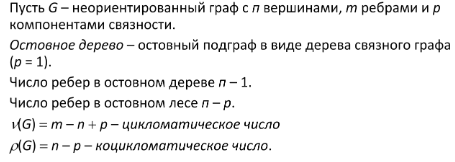 Пусть G – неориентированный граф с n вершинами, m ребрами и p
компонентами связности.
Остовное дерево – остовный подграф в виде дерева связного графа
(p = 1).
Число ребер в остовном дереве n – 1.
Число ребер в остовном лесе n – p.
ν(G) = m – n + p – цикломатическое число
ρ(G) = n – p – коцикломатическое число.